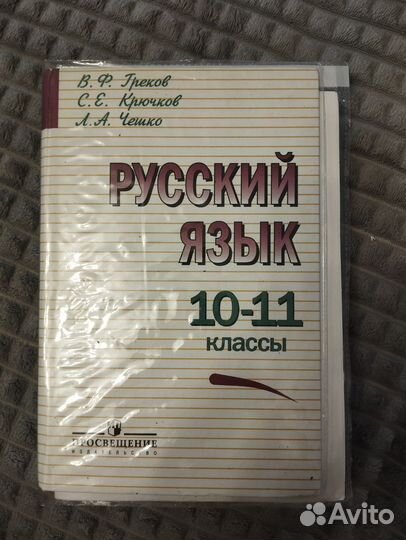 В. Ф. Греков
С. Е. Крючков
Л. А. Чешко
РУССКИЙ
ЯЗЫК
10-11
КЛАССЫ
ПРОСВЕЩЕНИЕ
ИЗДАТЕЛЬСТВО
Avito